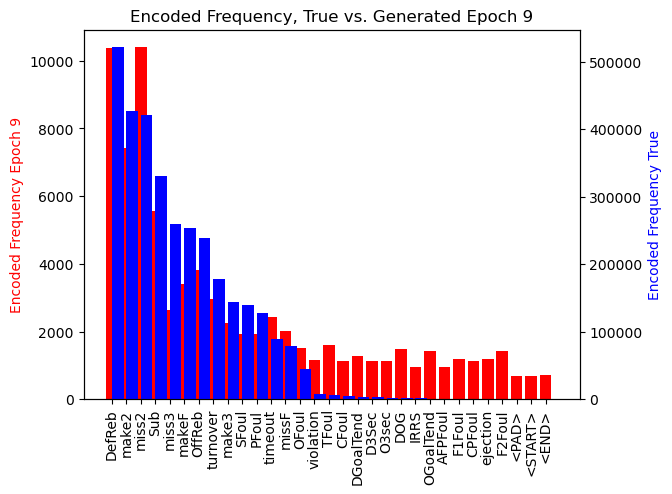 Encoded Frequency, True vs. Generated Epoch 9
Encoded Frequency Epoch 9
10000
8000
6000
4000
2000
0
500000
400000
300000
200000
100000
0
Encoded Frequency True
DefReb
make2
miss2
Sub
miss3
makeF
OffReb
turnover
make3
SFoul
PFoul
timeout
missF
OFoul
violation
TFoul
CFoul
DGoalTend
D3Sec
O3sec
DOG
IRRS
OGoalTend
AFPFoul
F1Foul
CPFoul
ejection
F2Foul
<PAD>
<START>
<END>